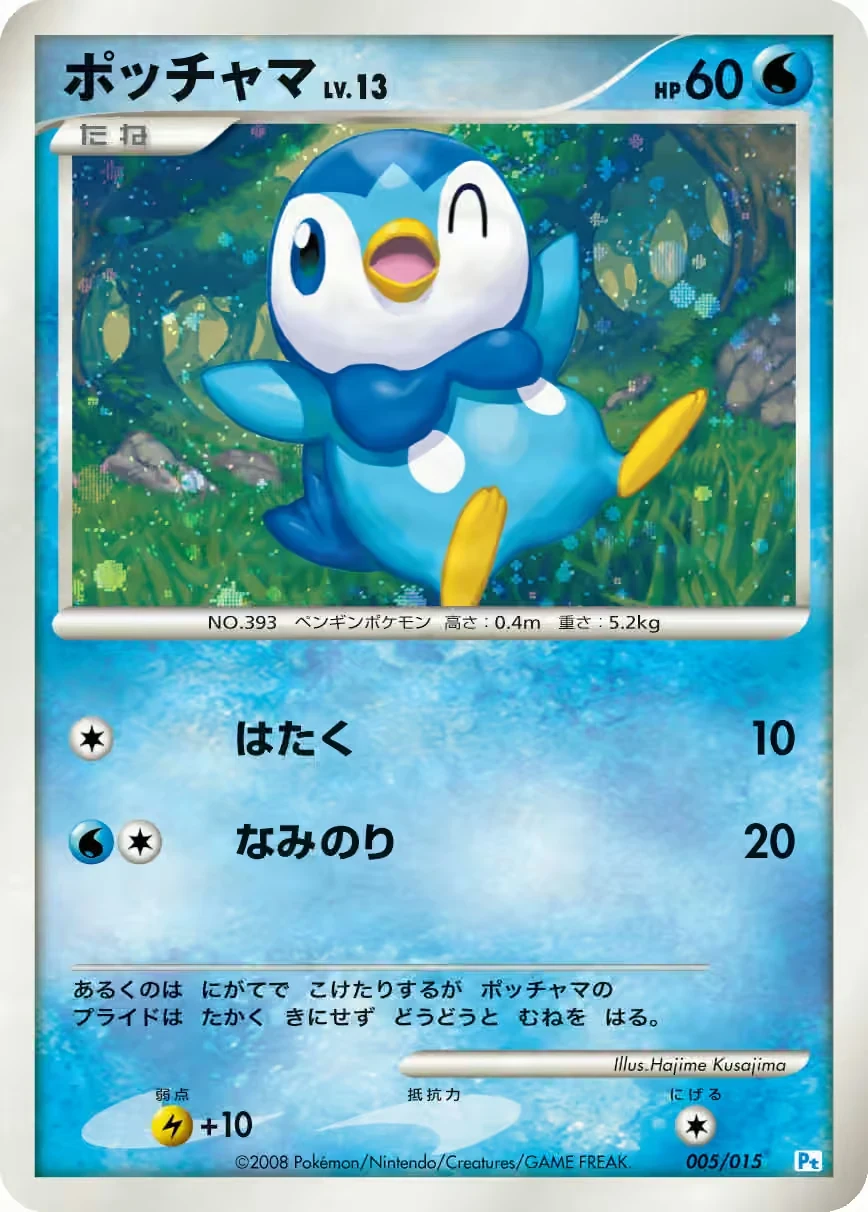 ポッチャマ LV.13 HP 60
たね
NO.393 ペンギンポケモン 高さ:0.4m 重さ:5.2kg
はたく 10
なみのり 20
あるくのは にがてで こけたりするが ポッチャマの
プライドは たかく きにせず どうどうと むねを はる。
Illus.Hajime Kusajima
弱点 抵抗力 にげる
+10
©2008 Pokémon/Nintendo/Creatures/GAME FREAK. 005/015 Pt